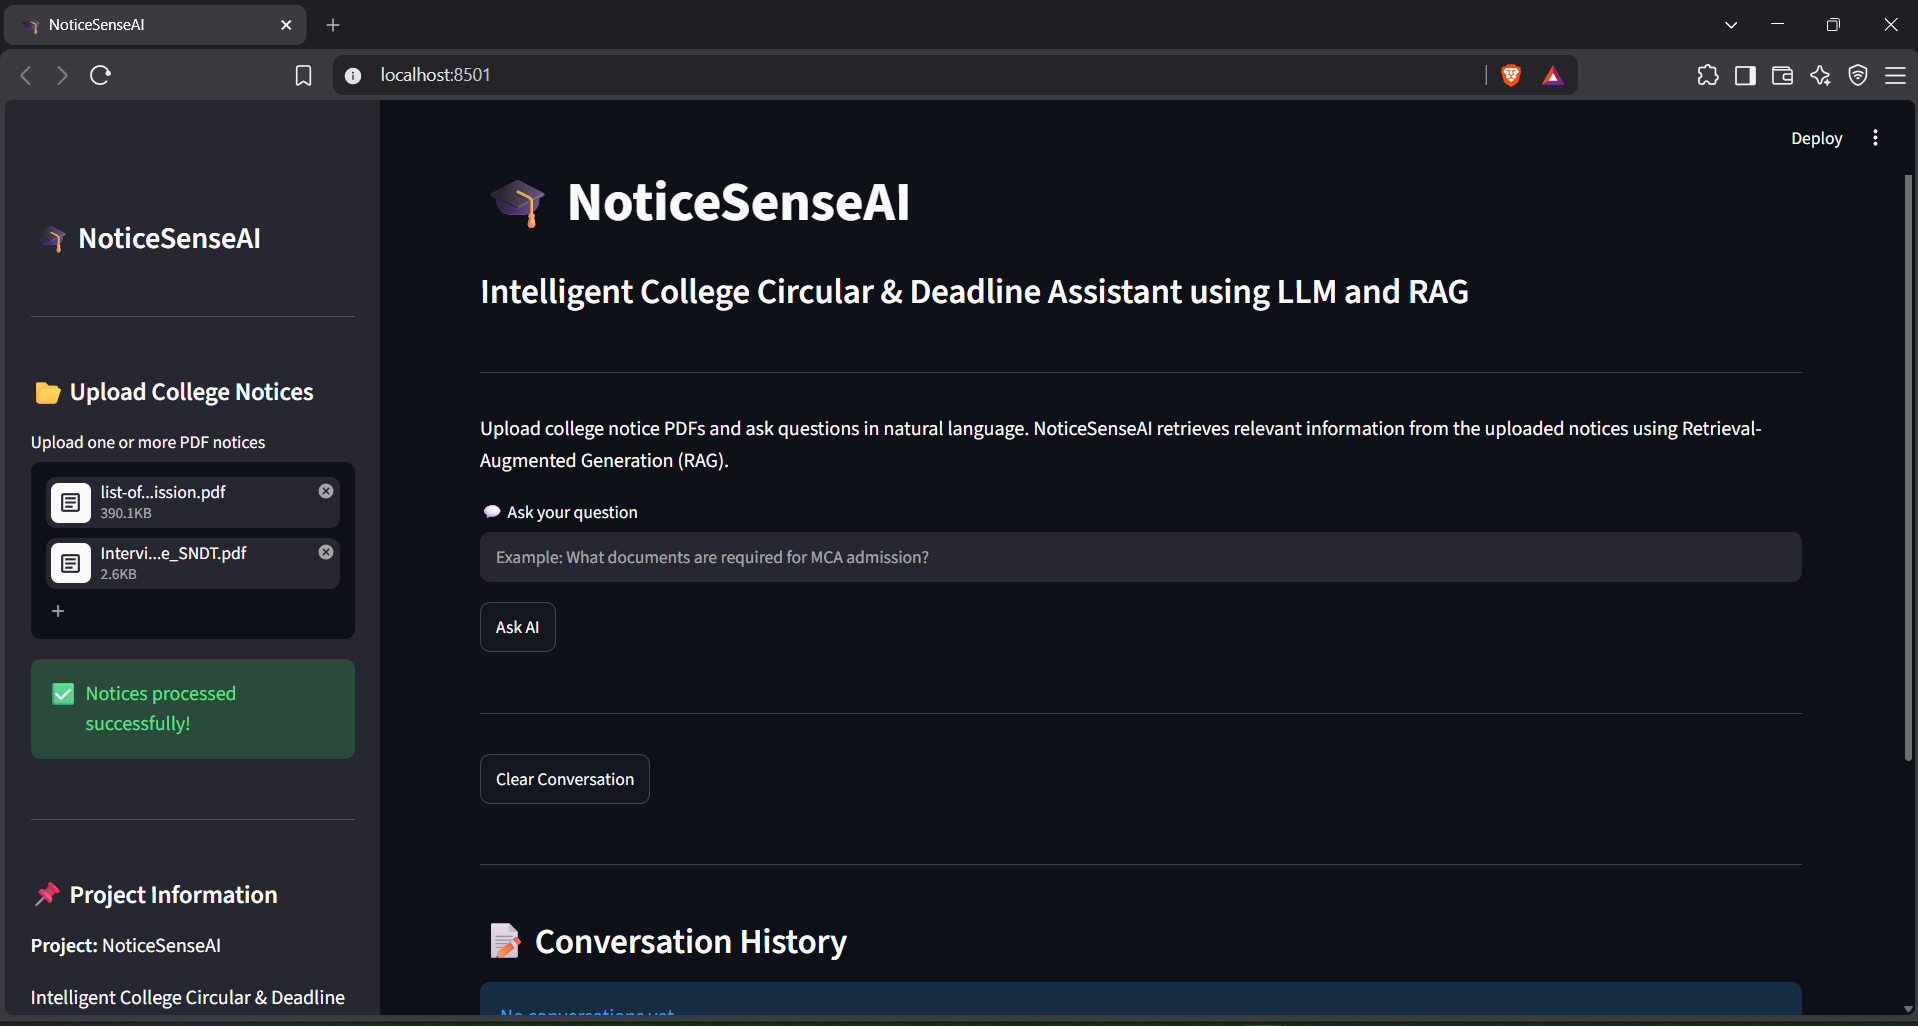 NoticeSenseAI
localhost:8501
Deploy
NoticeSenseAI
Upload College Notices
Upload one or more PDF notices
list-of...ission.pdf
390.1KB
Intervi...e_SNDT.pdf
2.6KB
Notices processed
successfully!
Project Information
Project: NoticeSenseAI
Intelligent College Circular & Deadline
NoticeSenseAI
Intelligent College Circular & Deadline Assistant using LLM and RAG
Upload college notice PDFs and ask questions in natural language. NoticeSenseAI retrieves relevant information from the uploaded notices using Retrieval-
Augmented Generation (RAG).
Ask your question
Example: What documents are required for MCA admission?
Ask AI
Clear Conversation
Conversation History
No conversations yet